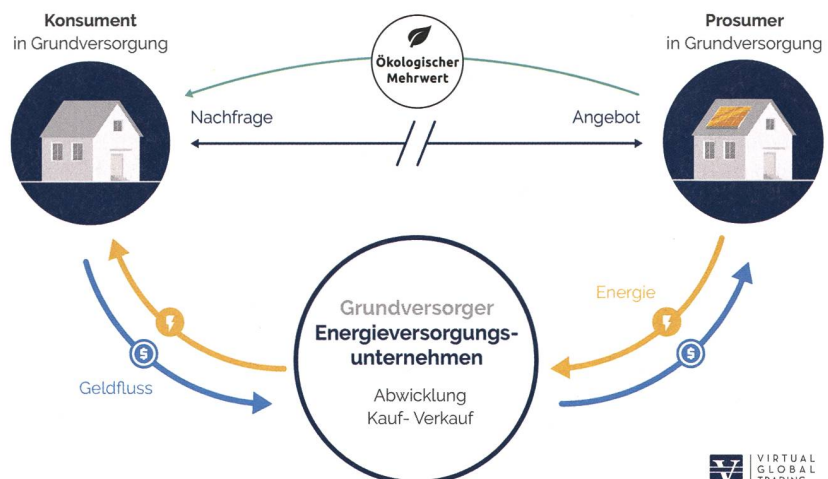 Konsument
in Grundversorgung
Prosumer
in Grundversorgung
Ökologischer
Mehrwert
Nachfrage
Angebot
Energie
Geldfluss
Grundversorger
Energieversorgungs-
unternehmen
Abwicklung
Kauf- Verkauf
VIRTUAL
GLOBAL
TRADING